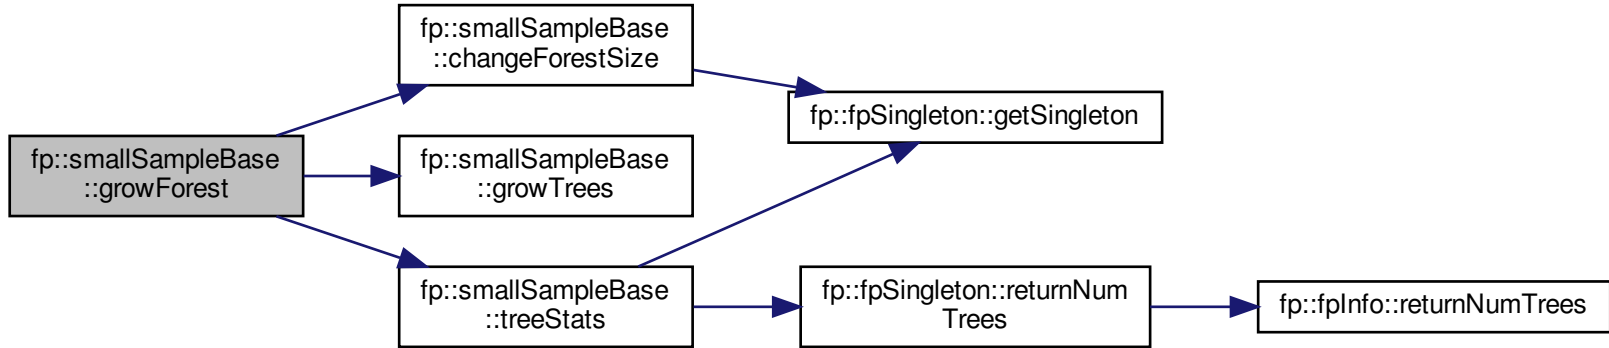 fp::smallSampleBase
::growForest
fp::smallSampleBase
::changeForestSize
fp::smallSampleBase
::growTrees
fp::smallSampleBase
::treeStats
fp::fpSingleton::getSingleton
fp::fpSingleton::returnNum
Trees
fp::fpInfo::returnNumTrees